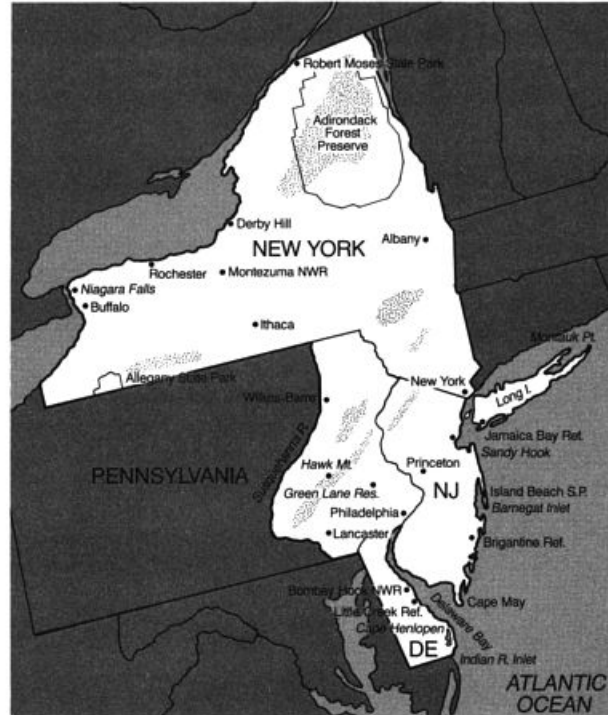 Robert Moses State Park
Adirondack
Forest
Preserve
Derby Hill
NEW YORK
Albany
Rochester
Montezuma NWR
Niagara Falls
Buffalo
Ithaca
Montauk Pt.
Allegany State Park
New York
Long I.
Wilkes-Barre
Jamaica Bay Ref.
Susquehanna R.
Sandy Hook
Hawk Mt.
Princeton
PENNSYLVANIA
Green Lane Res.
NJ
Island Beach S.P.
Barnegat Inlet
Philadelphia
Lancaster
Brigantine Ref.
Bombay Hook NWR
Delaware Bay
Cape May
Little Creek Ref.
Cape Henlopen
DE
Indian R. Inlet
ATLANTIC
OCEAN